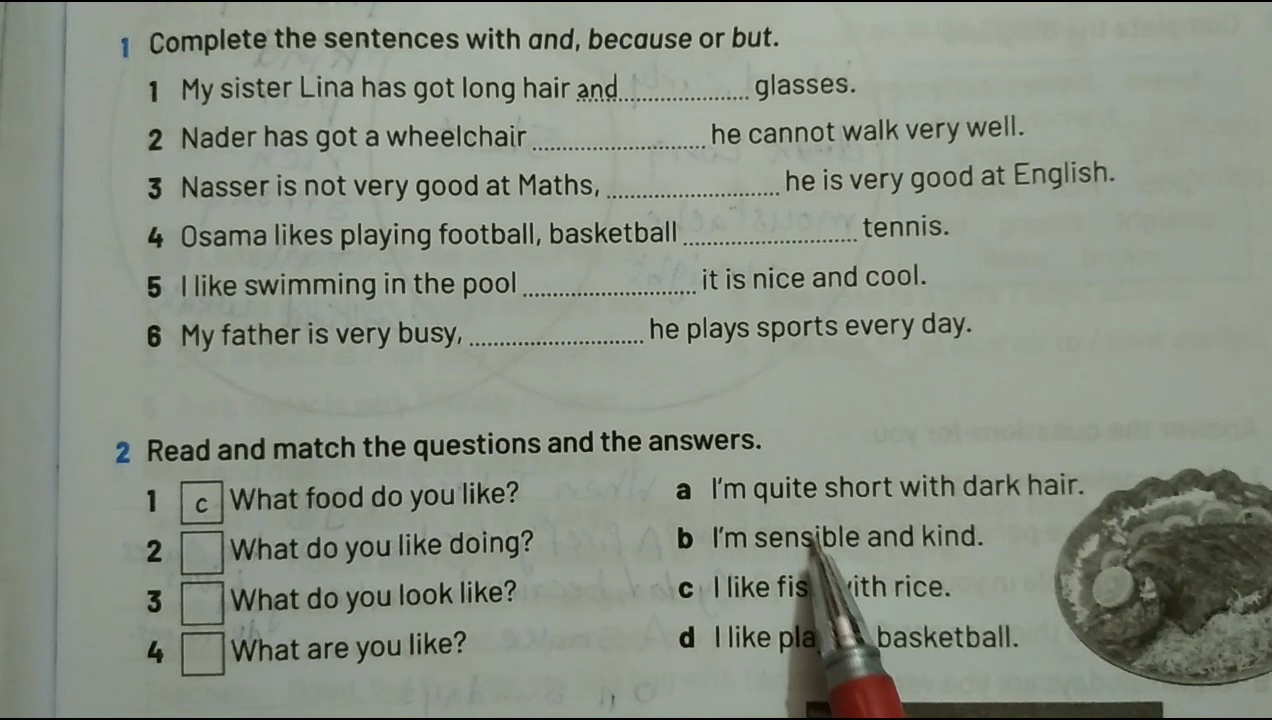 1 Complete the sentences with and, because or but.
1 My sister Lina has got long hair and.................... glasses.
2 Nader has got a wheelchair .......................... he cannot walk very well.
3 Nasser is not very good at Maths, .......................... he is very good at English.
4 Osama likes playing football, basketball .......................... tennis.
5 I like swimming in the pool .......................... it is nice and cool.
6 My father is very busy, .......................... he plays sports every day.
2 Read and match the questions and the answers.
1 c What food do you like?
2 What do you like doing?
3 What do you look like?
4 What are you like?
a I'm quite short with dark hair.
b I'm sensible and kind.
c I like fis ith rice.
d I like pla basketball.